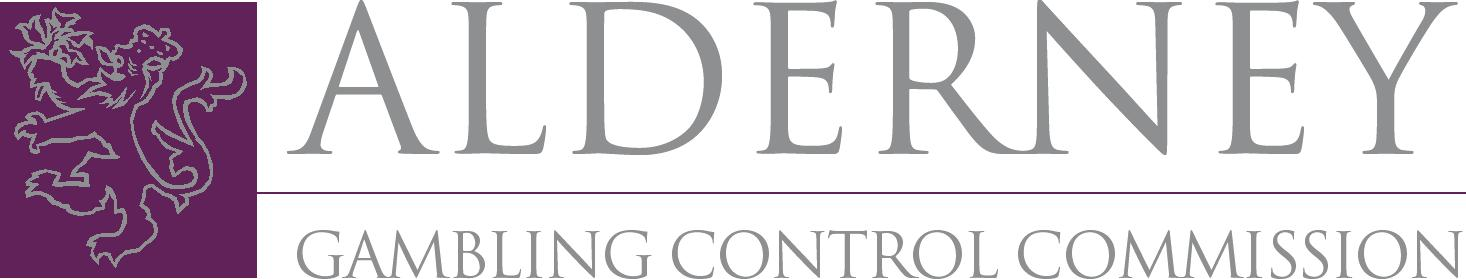 ALDERNEY
GAMBLING CONTROL COMMISSION